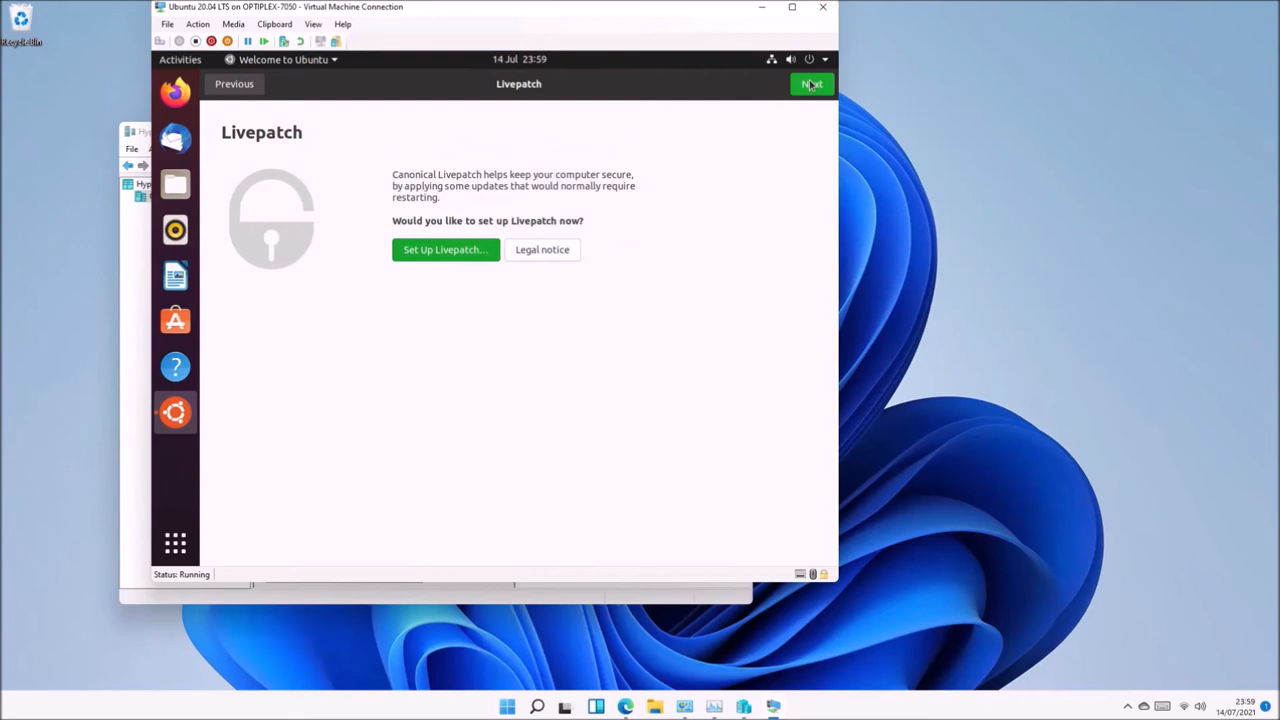 Ubuntu 20.04 LTS on OPTIPLEX-7050 - Virtual Machine Connection
File Action Media Clipboard View Help
Recycle Bin
Activities Welcome to Ubuntu 14 Jul 23:59
Previous Livepatch Next
Livepatch
File
Canonical Livepatch helps keep your computer secure,
by applying some updates that would normally require
restarting.
Would you like to set up Livepatch now?
Set Up Livepatch... Legal notice
Status: Running
23:59
14/07/2021